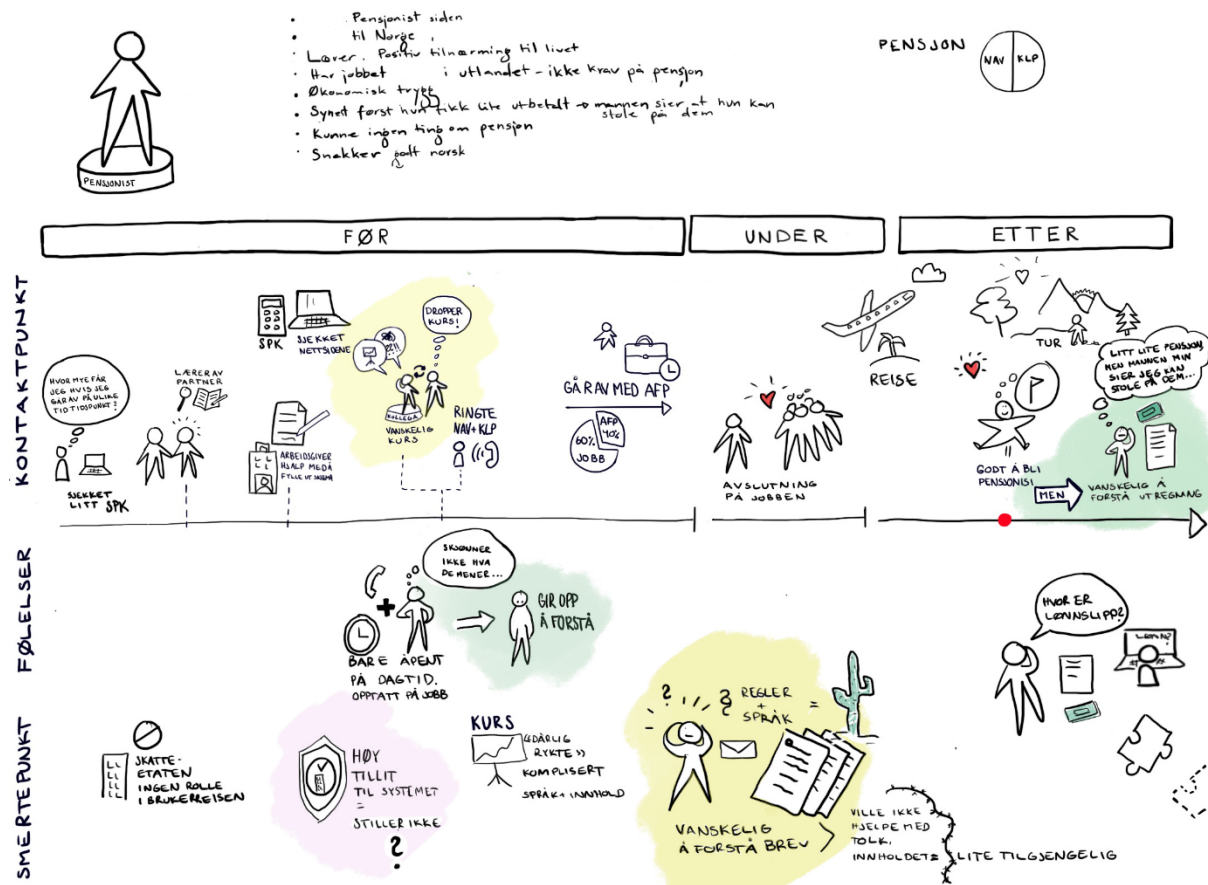 Pensjonist siden
til Norge
Lærer. Positiv tilnærming til livet
Har jobbet i utlandet - ikke krav på pensjon
Økonomisk trygg
Synes først hun fikk lite utbetalt → mannen sier at hun kan
stole på dem
Kunne ingen ting om pensjon
Snakker godt norsk
PENSJONIST
PENSJON
NAV
KLP
FØR
UNDER
ETTER
KONTAKTPUNKT
HVOR MYE FÅR
JEG HVIS JEG
GÅR AV PÅ ULIKE
TIDSPUNKT?
SJEKKET
LITT SPK
LÆRER AV
PARTNER
SPK
SJEKKET
NETTSIDENE
ARBEIDSGIVER
HJALP MED Å
FYLLE UT SKJEMA
DROPPER
KURS!
KOLLEGA
VANSKELIG
KURS
RINGTE
NAV+KLP
GÅR AV MED AFP
AFP
40%
60%
JOBB
AVSLUTNING
PÅ JOBBEN
REISE
TUR
P
GODT Å BLI
PENSJONIST
MEN
LITT LITE PENSJON,
MEN MANNEN MIN
SIER JEG KAN
STOLE PÅ DEM...
VANSKELIG Å
FORSTÅ UTREGNING
FØLELSER
SKJØNNER
IKKE HVA
DE MENER...
BARE ÅPENT
PÅ DAGTID.
OPPTATT PÅ JOBB
GIR OPP
Å FORSTÅ
HVOR ER
LØNNSLIPP?
LØNN?
SMERTEPUNKT
SKATTE-
ETATEN
INGEN ROLLE
I BRUKERREISEN
HØY
TILLIT
TIL SYSTEMET
=
STILLER IKKE
?
KURS
"DÅRLIG
RYKTE"
KOMPLISERT
SPRÅK+INNHOLD
?
REGLER
+
SPRÅK
=
VANSKELIG
Å FORSTÅ BREV
VILLE IKKE
HJELPE MED
TOLK,
INNHOLDET =
LITE TILGJENGELIG